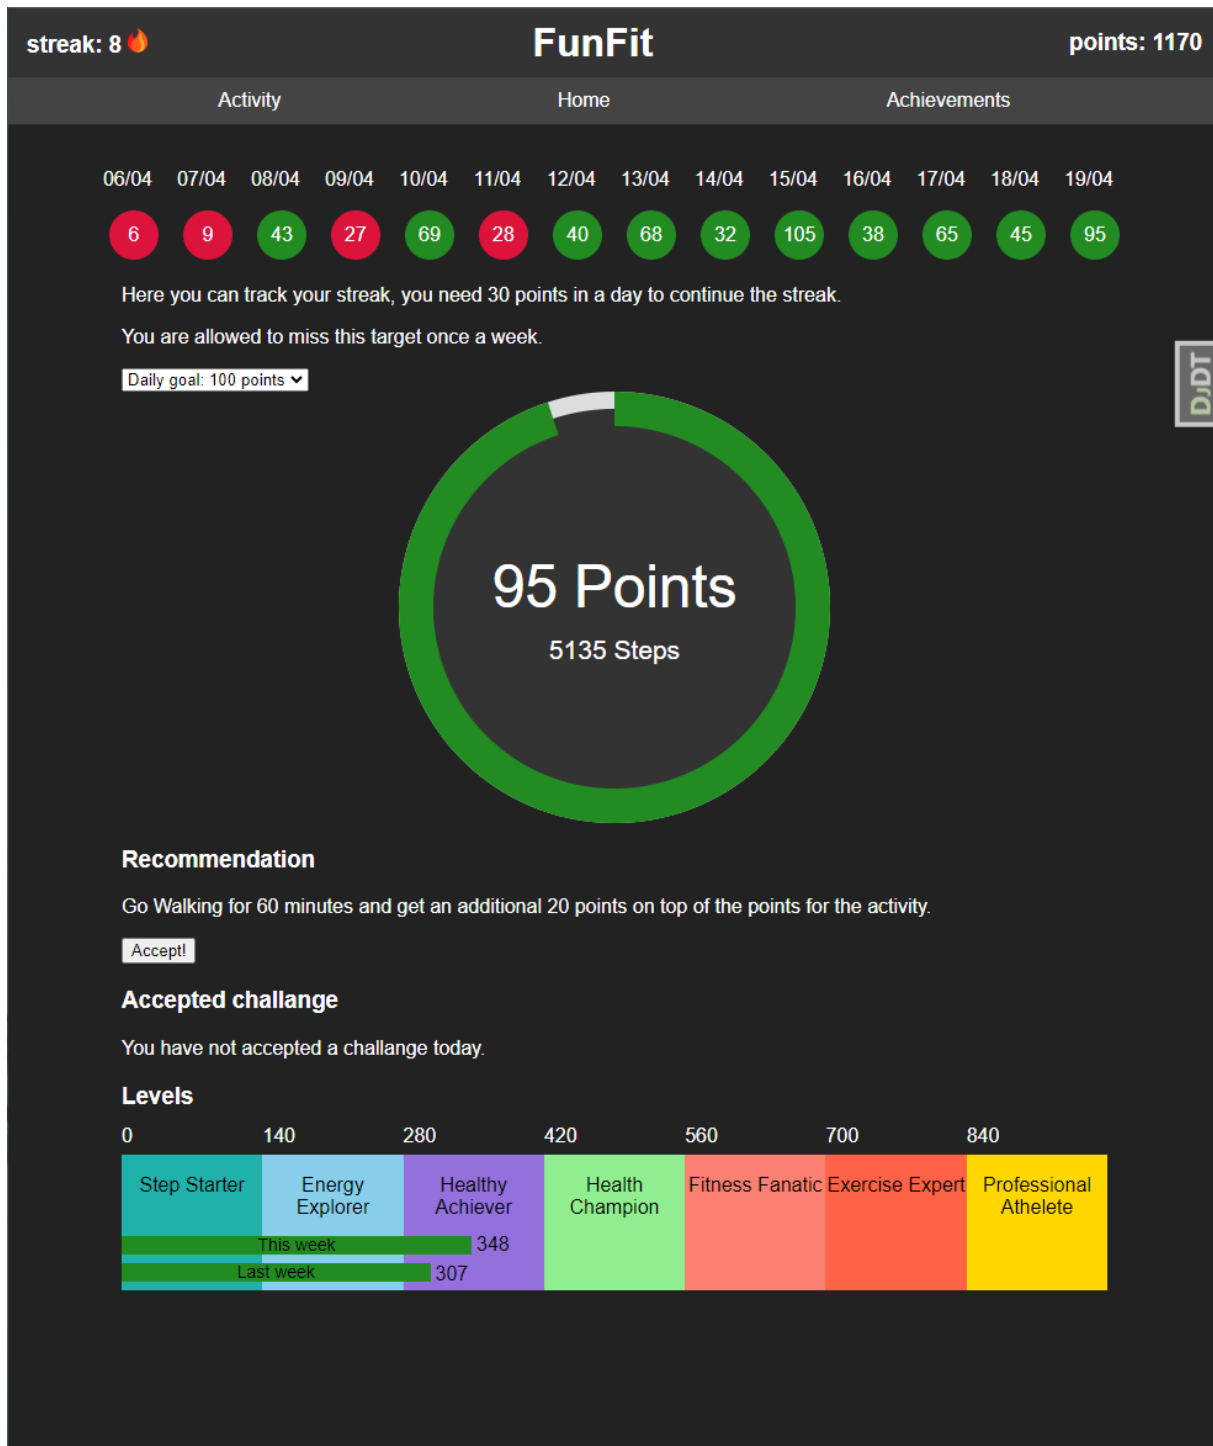 streak: 8🔥 FunFit points: 1170
Activity Home Achievements
06/04 07/04 08/04 09/04 10/04 11/04 12/04 13/04 14/04 15/04 16/04 17/04 18/04 19/04
6 9 43 27 69 28 40 68 32 105 38 65 45 95
Here you can track your streak, you need 30 points in a day to continue the streak.
You are allowed to miss this target once a week.
Daily goal: 100 points
DJDT
95 Points
5135 Steps
Recommendation
Go Walking for 60 minutes and get an additional 20 points on top of the points for the activity.
Accept!
Accepted challange
You have not accepted a challange today.
Levels
0 140 280 420 560 700 840
Step Starter Energy Healthy Health Fitness Fanatic Exercise Expert Professional
Explorer Achiever Champion Athelete
This week 348
Last week 307